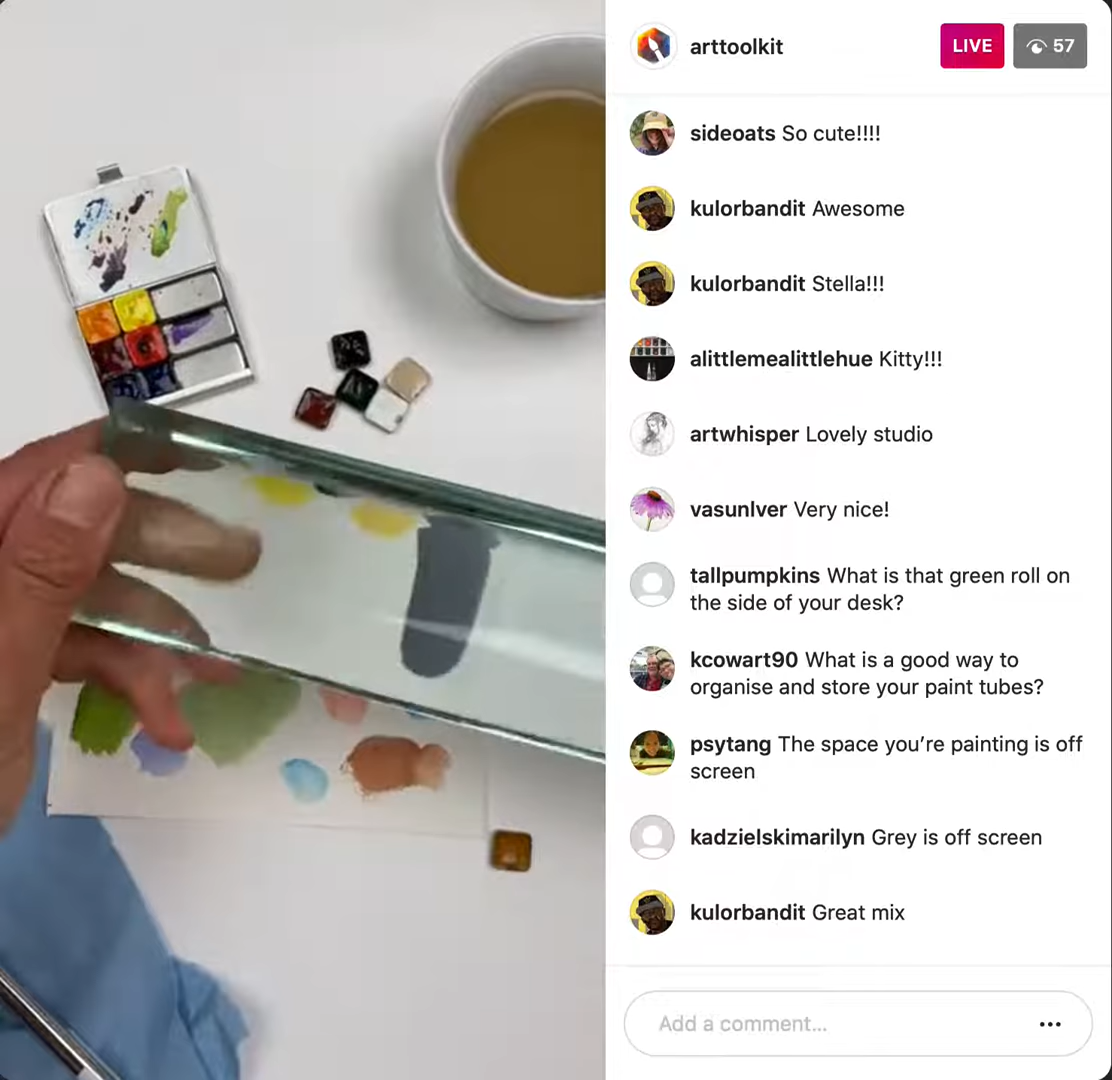 arttoolkit
LIVE
57
sideoats So cute!!!!
kulorbandit Awesome
kulorbandit Stella!!!
alittlemealittlehue Kitty!!!
artwhisper Lovely studio
vasunlver Very nice!
tallpumpkins What is that green roll on
the side of your desk?
kcowart90 What is a good way to
organise and store your paint tubes?
psytang The space you’re painting is off
screen
kadzielskimarilyn Grey is off screen
kulorbandit Great mix
Add a comment...